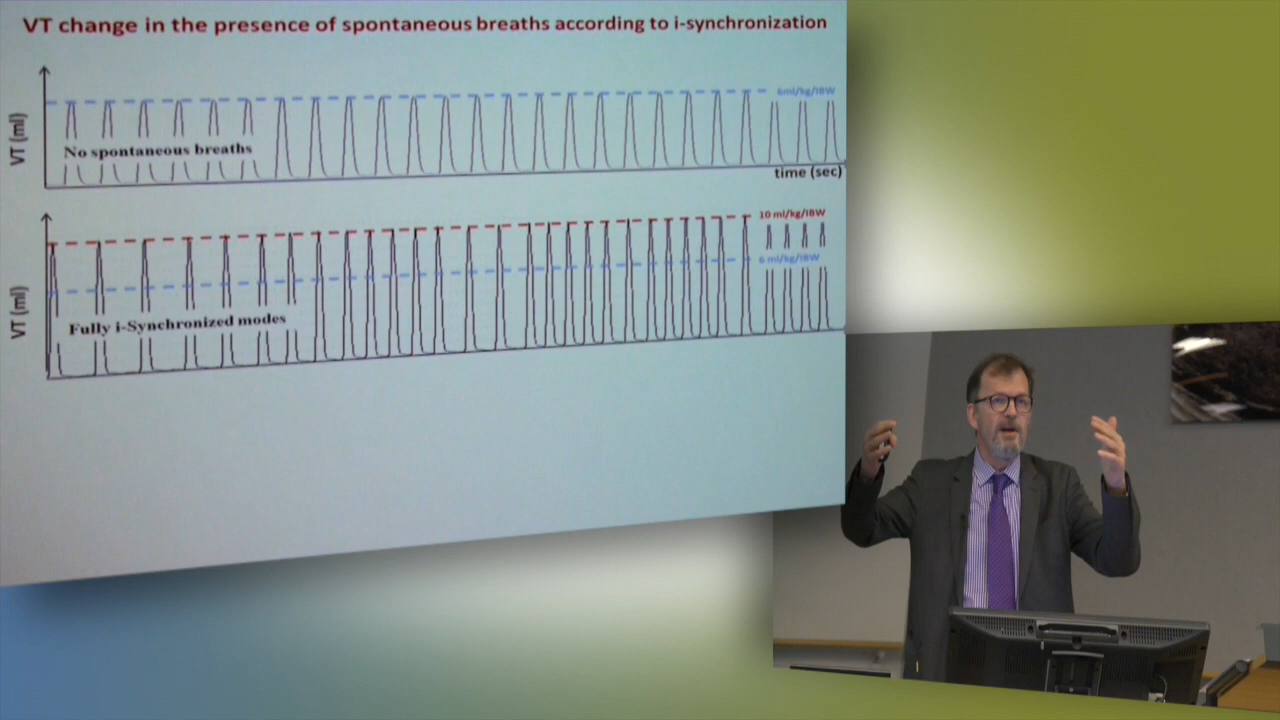 VT change in the presence of spontaneous breaths according to i-synchronization
VT (ml)
6ml/kg/IBW
No spontaneous breaths
time (sec)
VT (ml)
10 ml/kg/IBW
6 ml/kg/IBW
Fully i-Synchronized modes